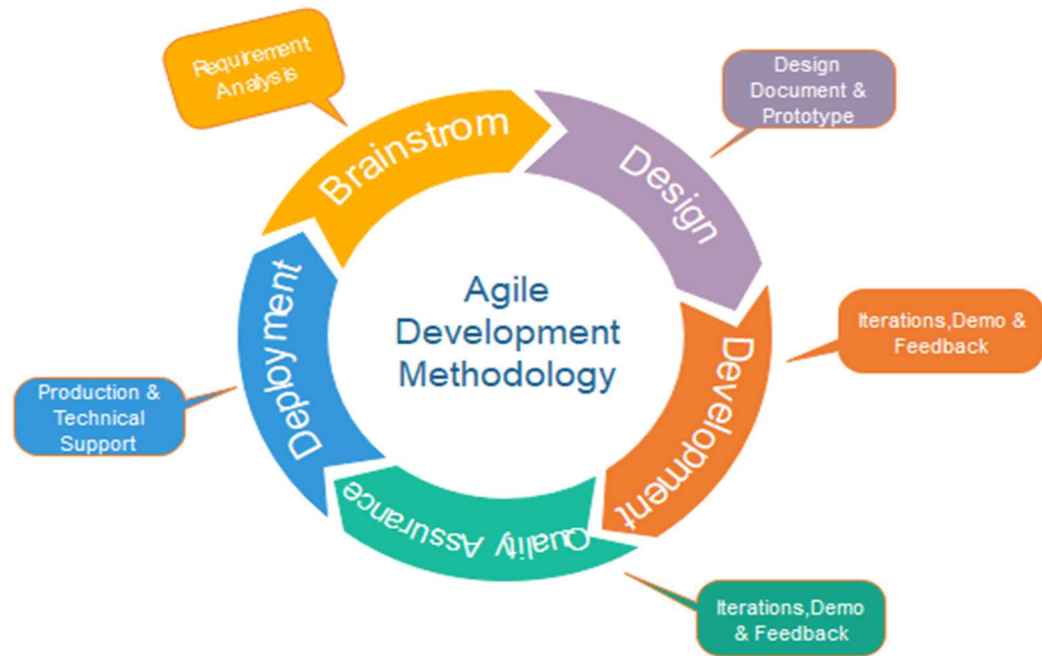 Requirement
Analysis
Brainstrom
Design
Document &
Prototype
Design
Iterations,Demo &
Feedback
Development
Agile
Development
Methodology
Deployment
Production &
Technical
Support
Quality Assurance
Iterations,Demo
& Feedback